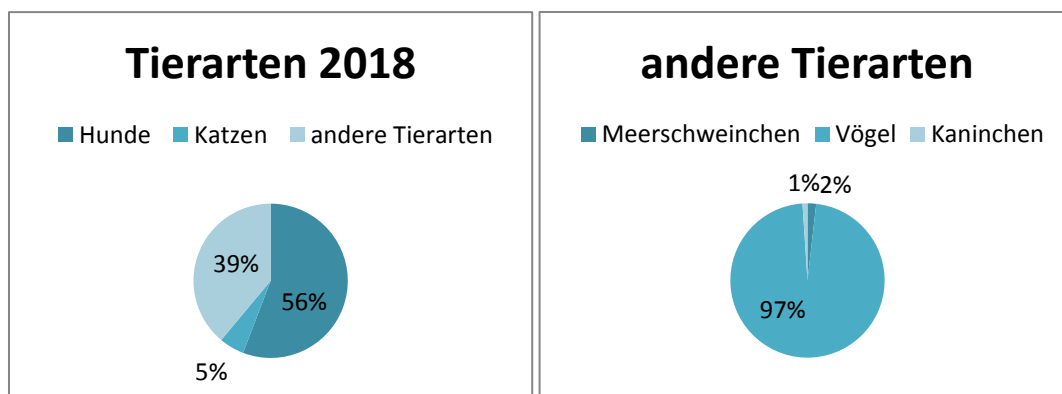 Tierarten 2018
Hunde Katzen andere Tierarten
39%
56%
5%
andere Tierarten
Meerschweinchen Vögel Kaninchen
1% 2%
97%